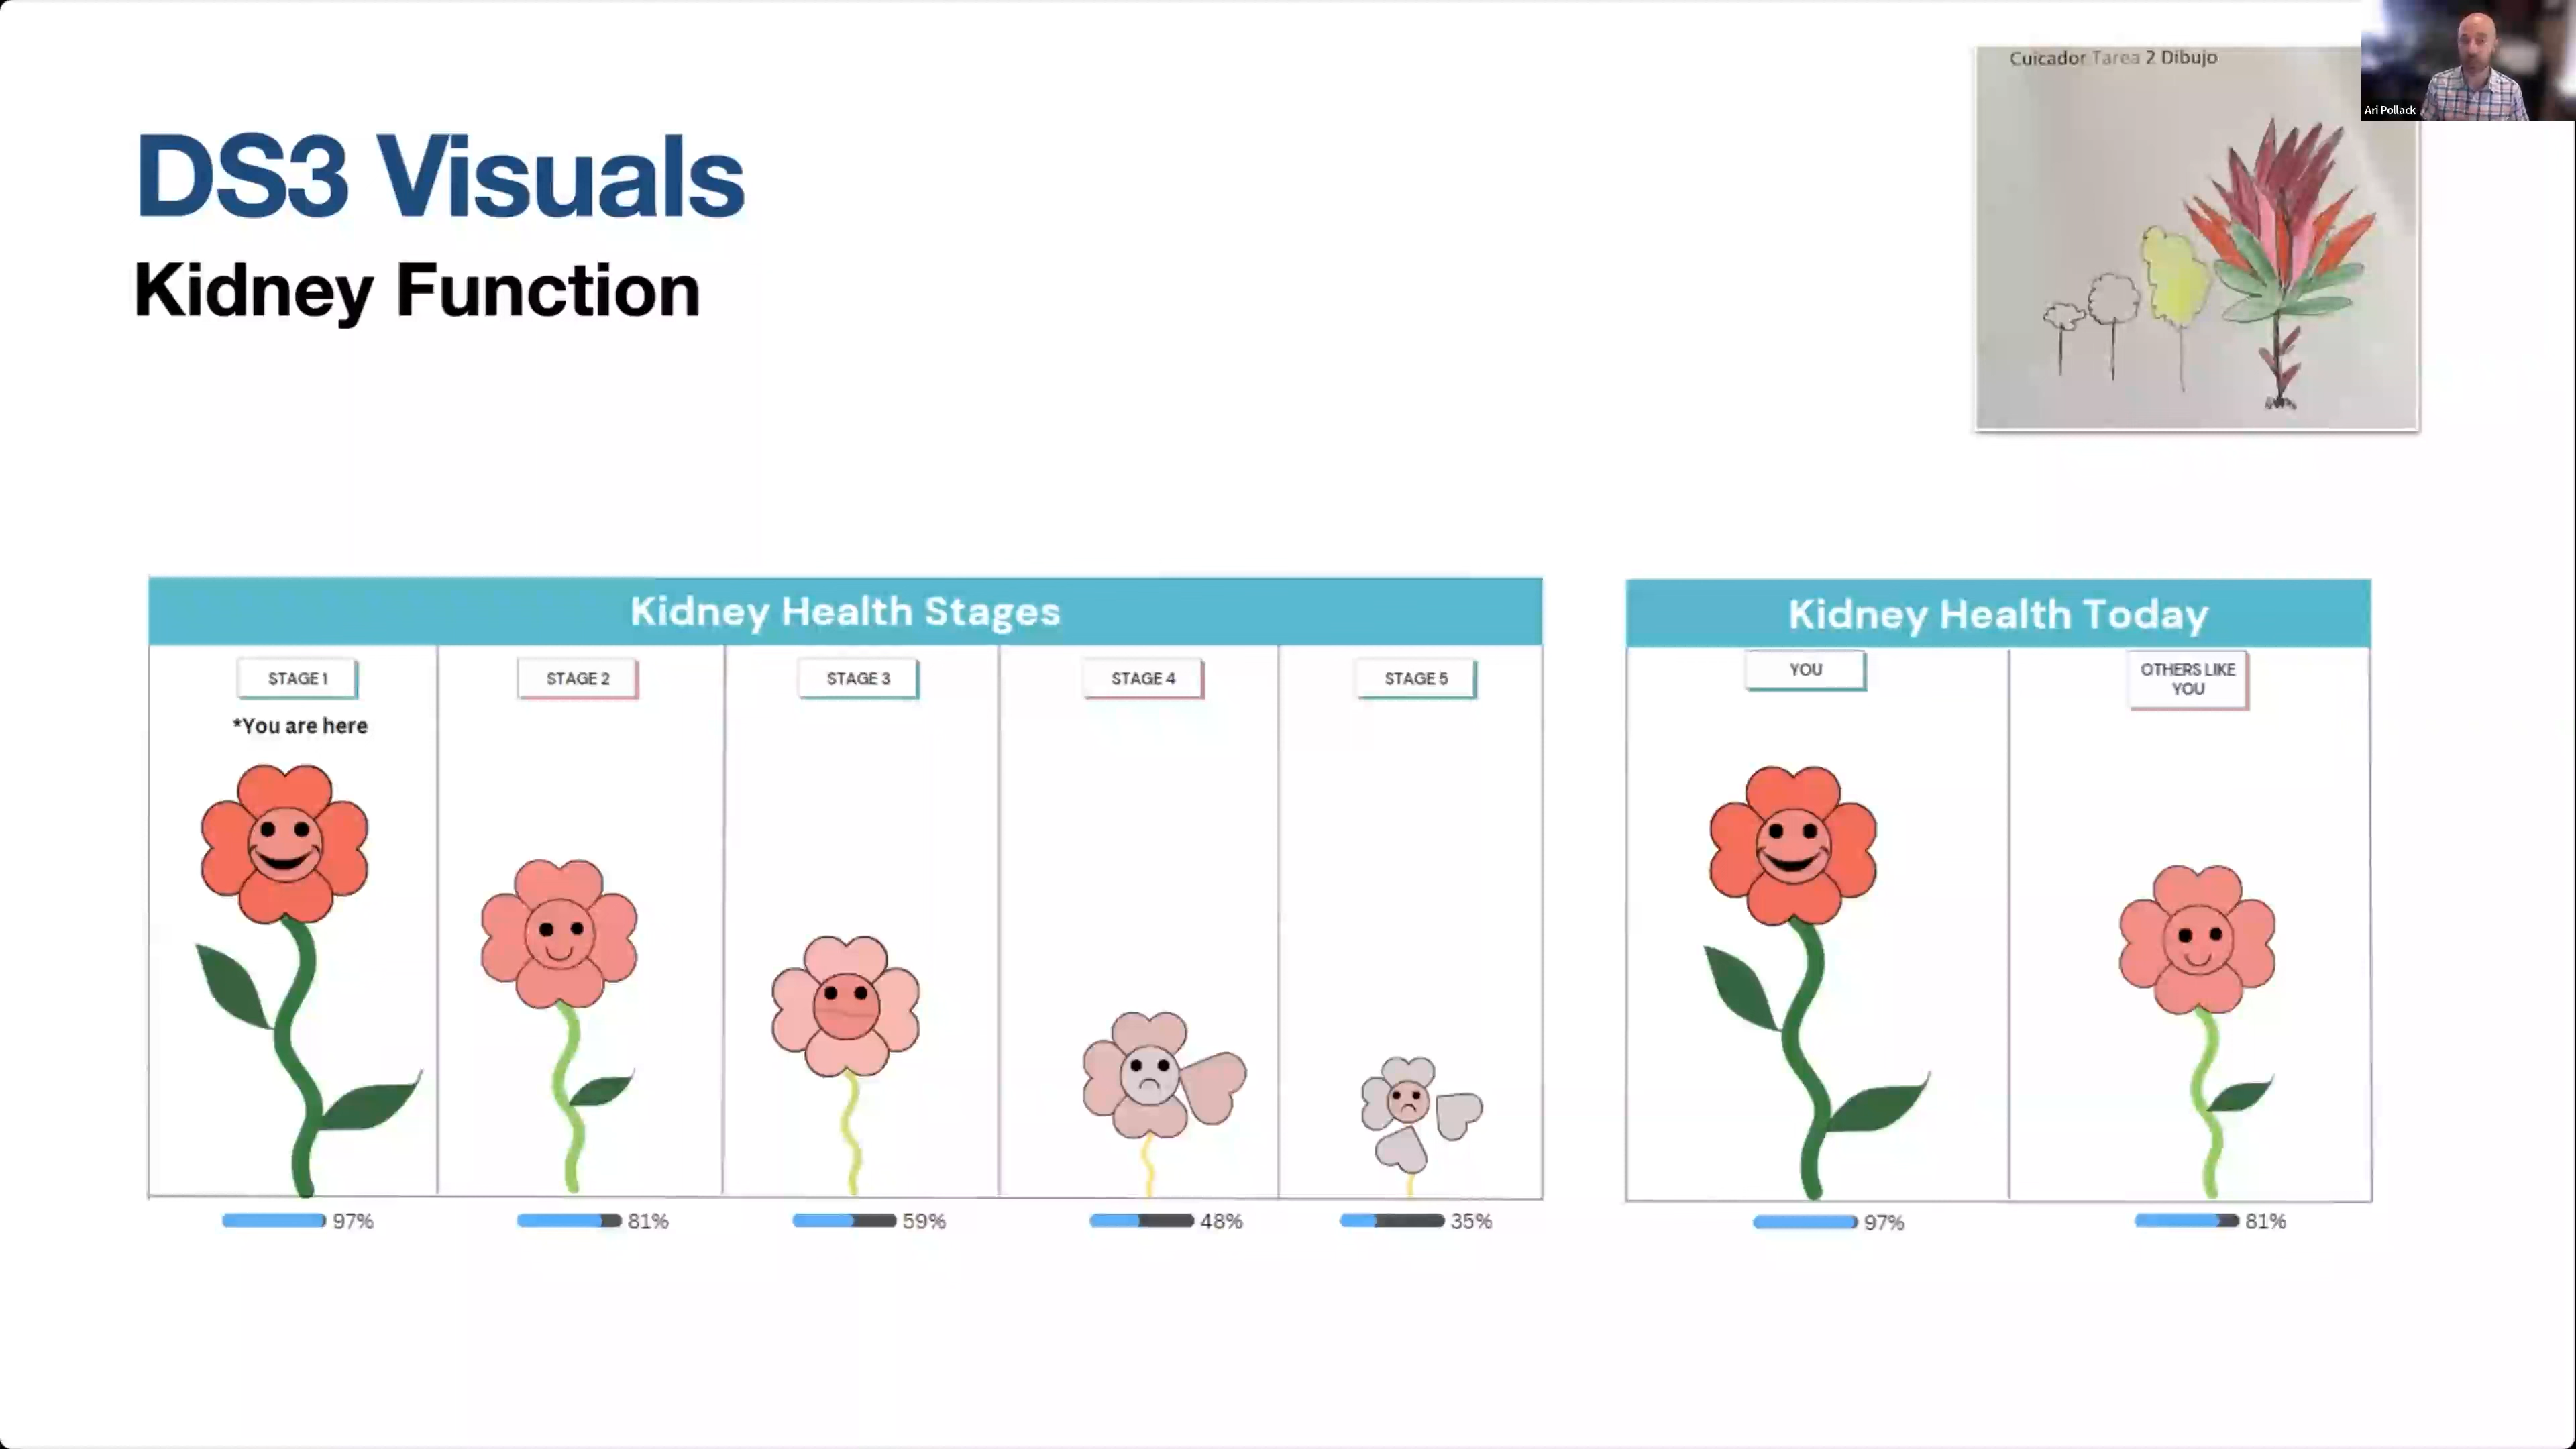 Cuicador Tarea 2 Dibujo
Ari Pollack
DS3 Visuals
Kidney Function
Kidney Health Stages
STAGE 1
STAGE 2
STAGE 3
STAGE 4
STAGE 5
*You are here
97%
81%
59%
48%
35%
Kidney Health Today
YOU
OTHERS LIKE
YOU
97%
81%